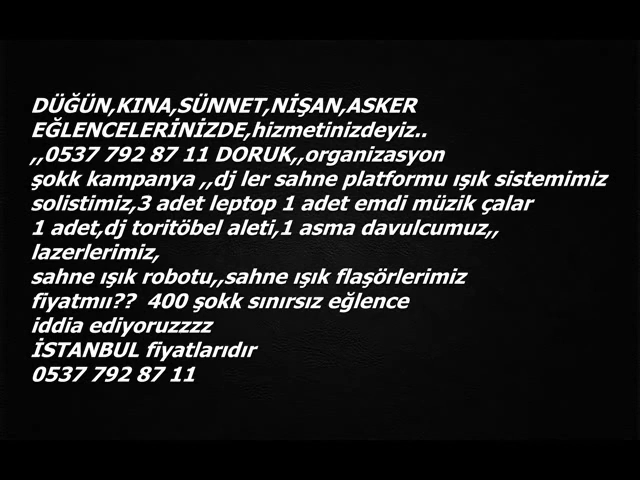 DÜĞÜN,KINA,SÜNNET,NİŞAN,ASKER
EĞLENCELERİNİZDE,hizmetinizdeyiz..
,,0537 792 87 11 DORUK,,organizasyon
şokk kampanya ,,dj ler sahne platformu ışık sistemimiz
solistimiz,3 adet leptop 1 adet emdi müzik çalar
1 adet,dj toritöbel aleti,1 asma davulcumuz,,
lazerlerimiz,
sahne ışık robotu,,sahne ışık flaşörlerimiz
fiyatmıı??  400 şokk sınırsız eğlence
iddia ediyoruzzzz
İSTANBUL fiyatlarıdır
0537 792 87 11